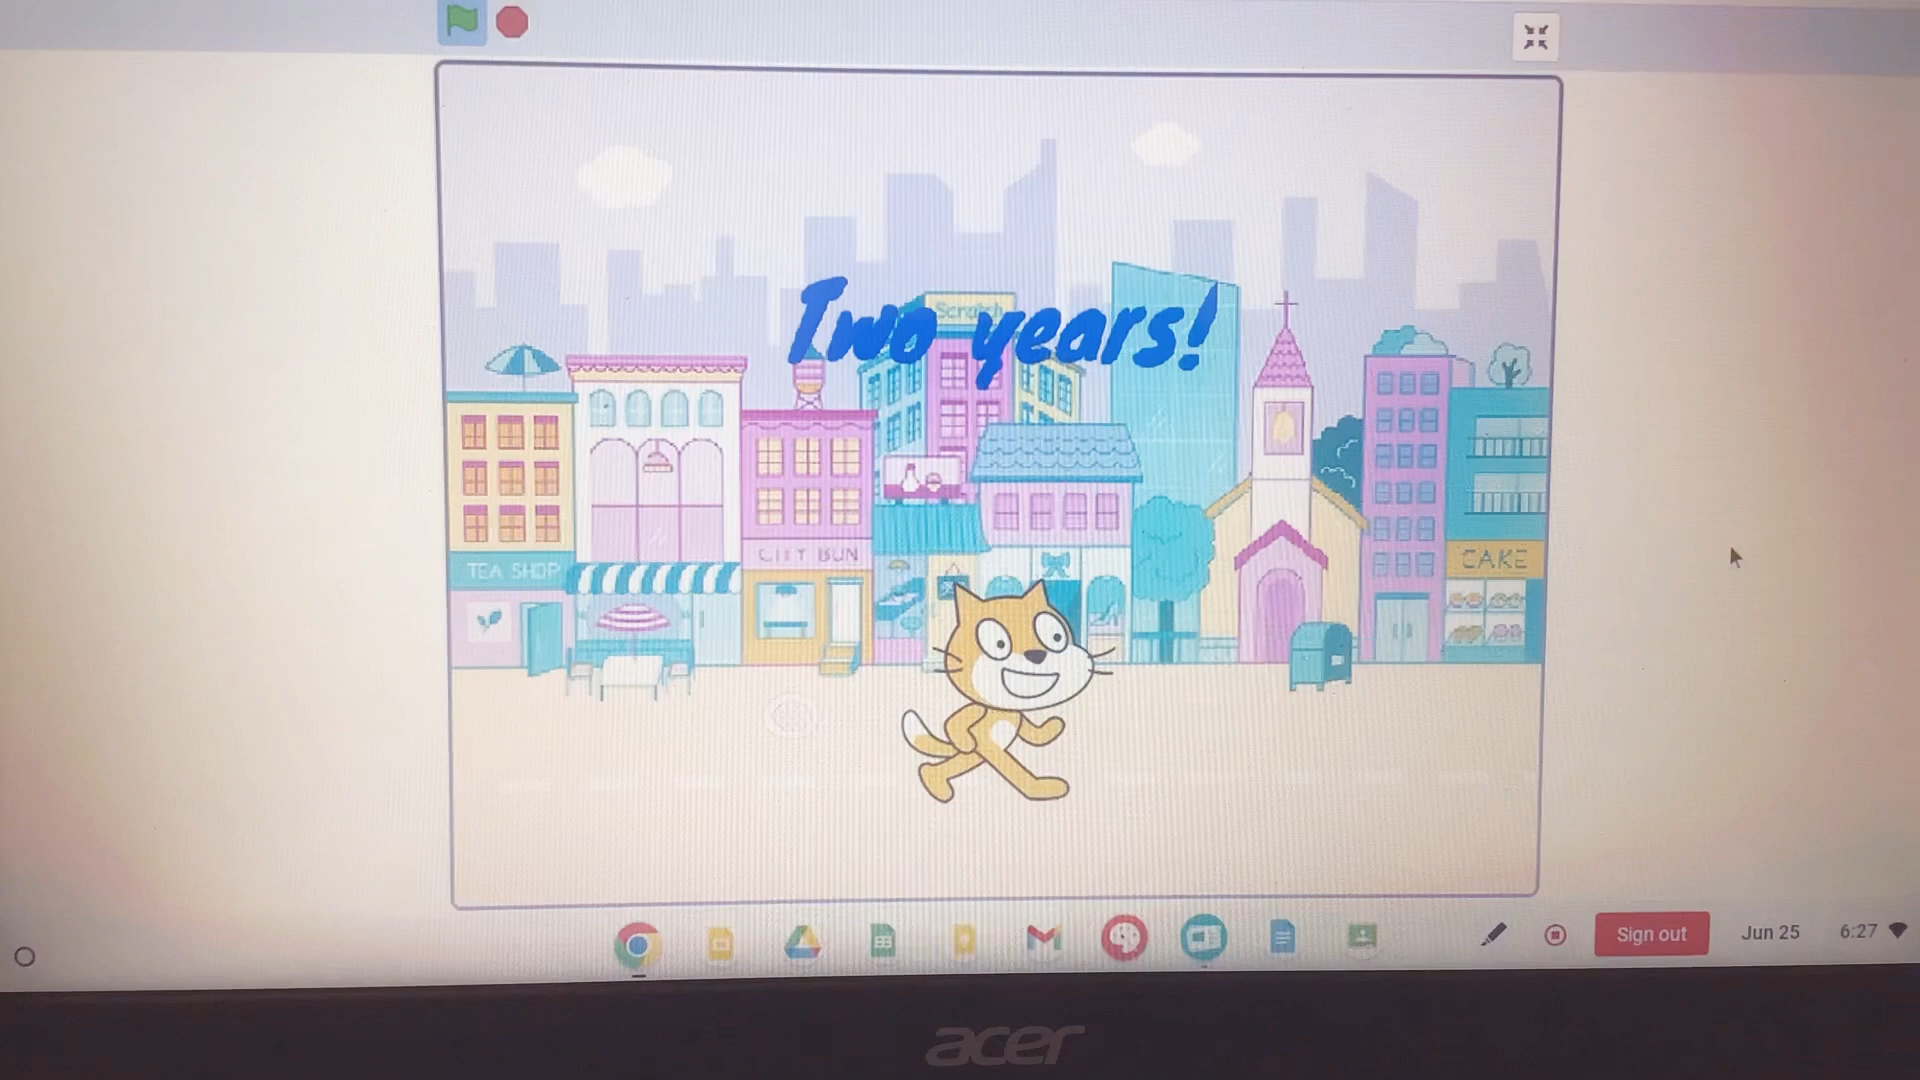 Scratch
Two years!
CITY BUN
TEA SHOP
CAKE
Sign out
Jun 25
6:27
acer